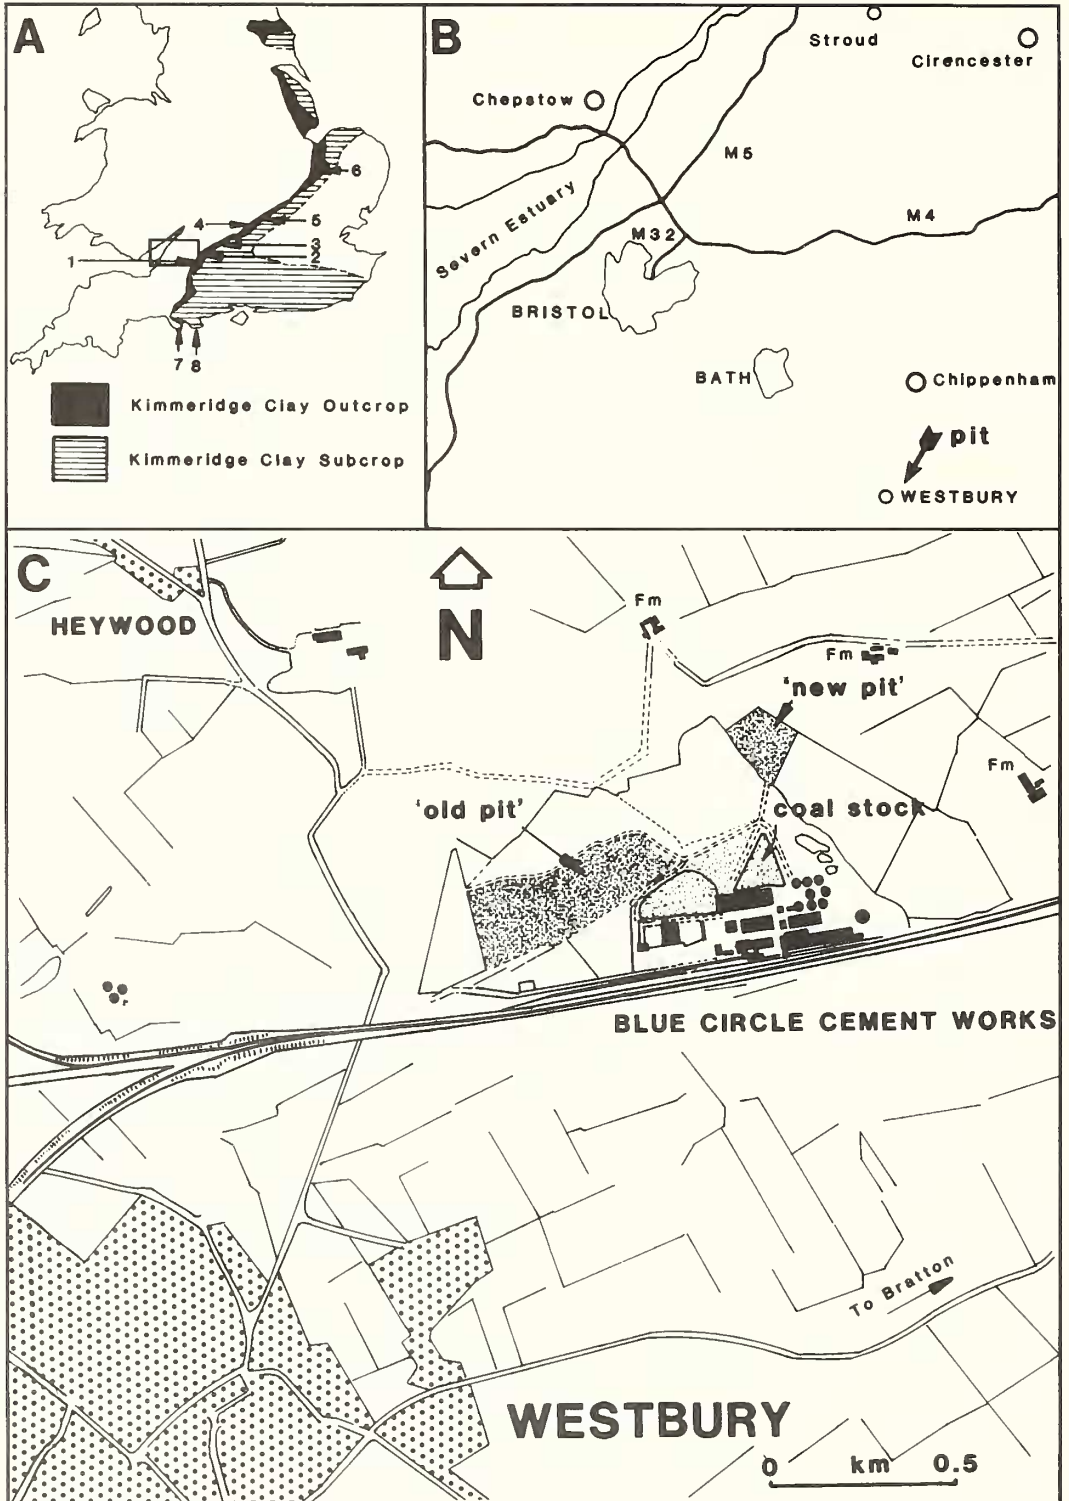 A
6
4
5
3
1
2
7 8
Kimmeridge Clay Outcrop
Kimmeridge Clay Subcrop
B
Stroud
Cirencester
Chepstow
M5
Severn Estuary
M4
M32
BRISTOL
BATH
Chippenham
pit
WESTBURY
C
N
HEYWOOD
Fm
Fm
'new pit'
Fm
'old pit'
coal stock
BLUE CIRCLE CEMENT WORKS
To Bratton
WESTBURY
0 km 0.5